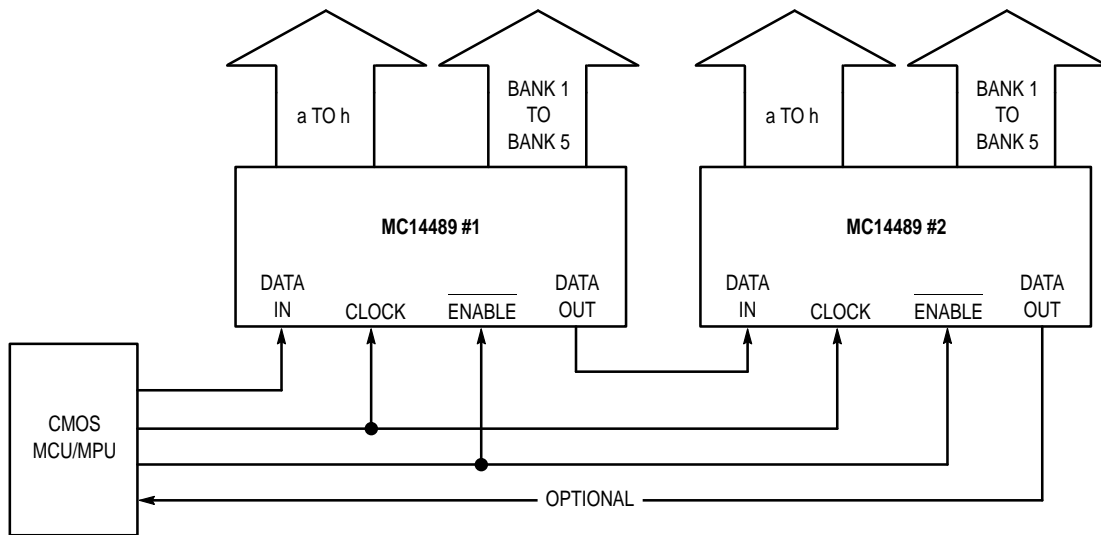 a TO h
BANK 1
TO
BANK 5
a TO h
BANK 1
TO
BANK 5
MC14489 #1
MC14489 #2
DATA
IN
CLOCK
ENABLE
DATA
OUT
DATA
IN
CLOCK
ENABLE
DATA
OUT
CMOS
MCU/MPU
OPTIONAL